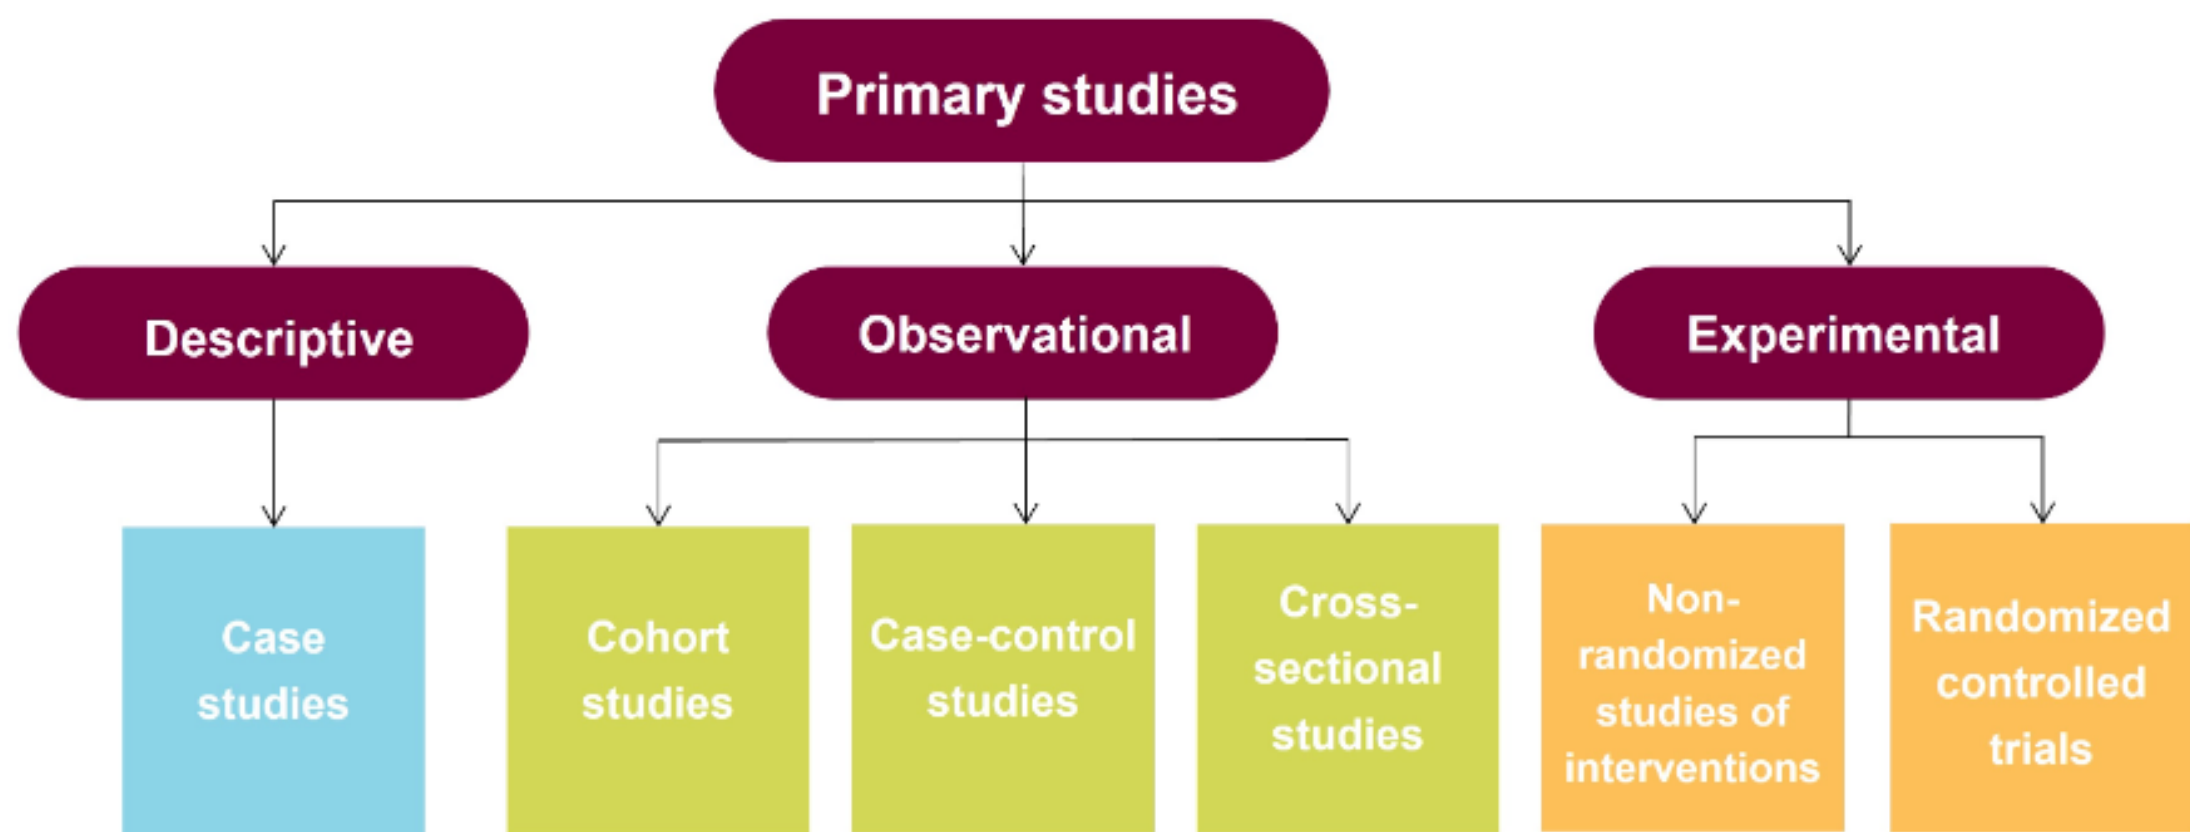 Primary studies
Descriptive
Observational
Experimental
Case
studies
Cohort
studies
Case-control
studies
Cross-
sectional
studies
Non-
randomized
studies of
interventions
Randomized
controlled
trials